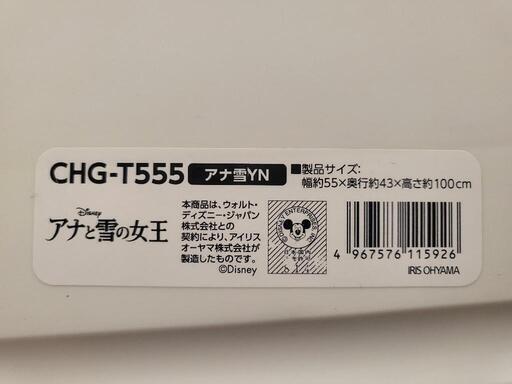 CHG-T555 アナ雪YN
■製品サイズ:
幅約55×奥行約43×高さ約100cm
Disney
アナと雪の女王
本商品は、ウォルト・
ディズニー・ジャパン
株式会社との
契約により、アイリス
オーヤマ株式会社が
製造したものです。
©Disney
4 967576 115926
IRIS OHYAMA